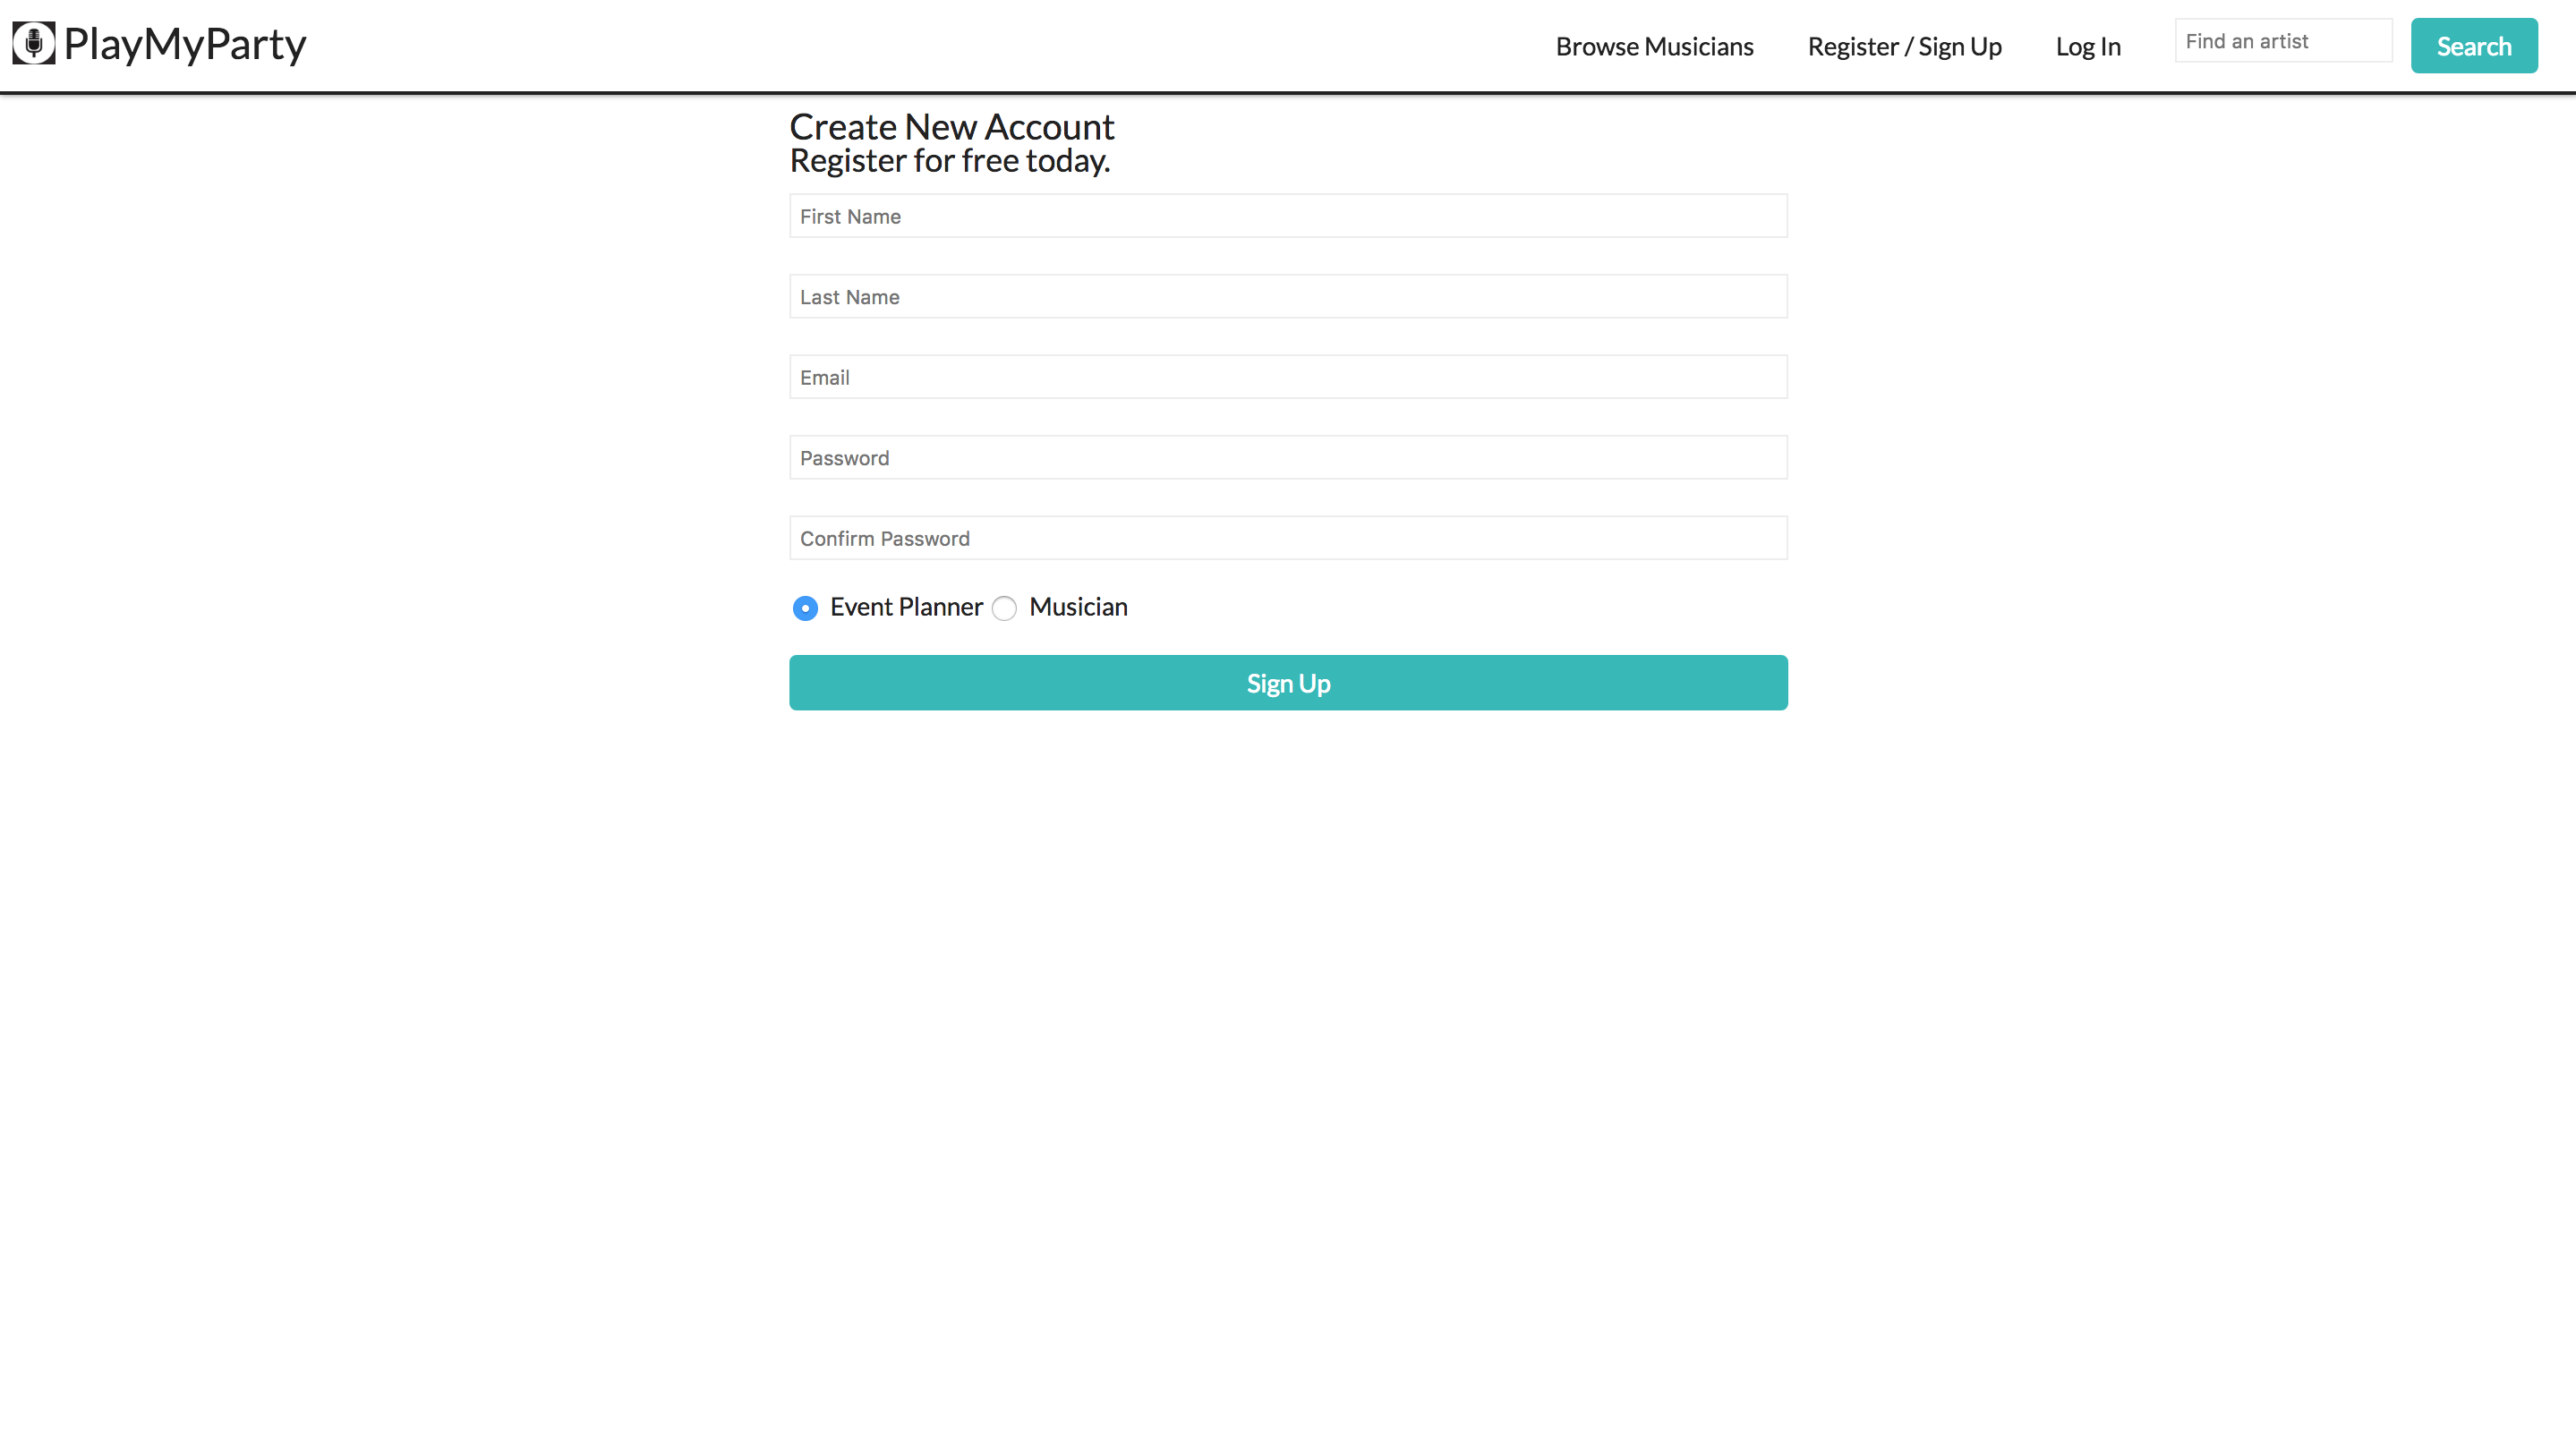 PlayMyParty
Browse Musicians
Register / Sign Up
Log In
Find an artist
Search
Create New Account
Register for free today.
First Name
Last Name
Email
Password
Confirm Password
Event Planner
Musician
Sign Up